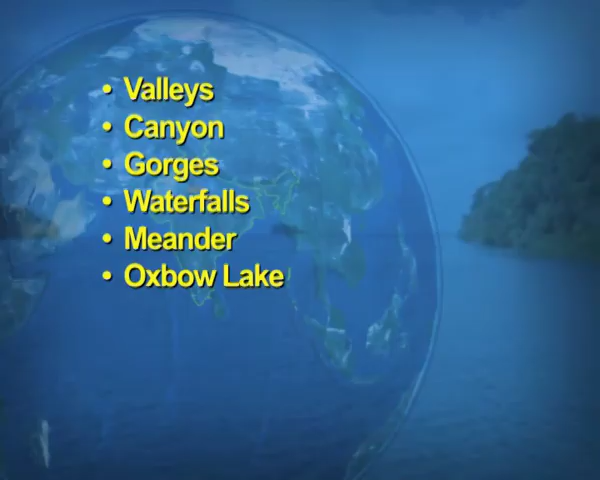 • Valleys
• Canyon
• Gorges
• Waterfalls
• Meander
• Oxbow Lake